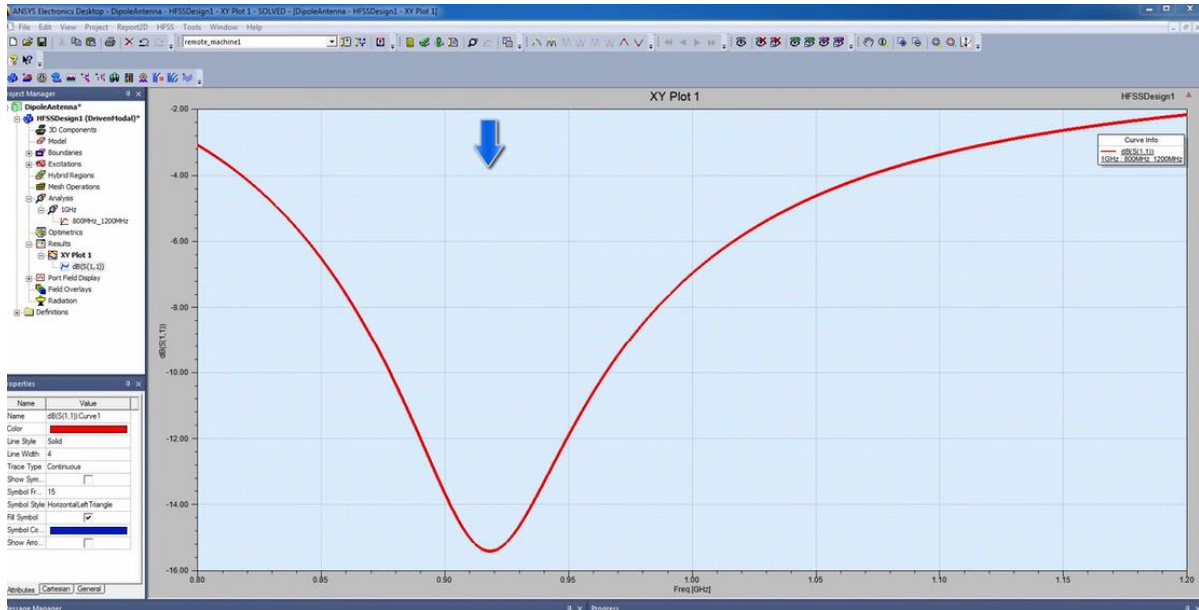 ANSYS Electronics Desktop - DipoleAntenna - HFSSDesign1 - XY Plot 1 - SOLVED - [DipoleAntenna - HFSSDesign1 - XY Plot 1]
File Edit View Project Report2D HFSS Tools Window Help
remote_machine1
Project Manager
DipoleAntenna*
HFSSDesign1 (DrivenModal)*
3D Components
Model
Boundaries
Excitations
Hybrid Regions
Mesh Operations
Analysis
1GHz
800MHz_1200MHz
Optimetrics
Results
XY Plot 1
dB(S(1,1))
Port Field Display
Field Overlays
Radiation
Definitions
Properties
Name Value
Name dB(S(1,1)):Curve1
Color
Line Style Solid
Line Width 4
Trace Type Continuous
Show Sym...
Symbol Fr... 15
Symbol Style HorizontalLeftTriangle
Fill Symbol
Symbol Co...
Show Arro...
Attributes Cartesian General
XY Plot 1
HFSSDesign1
Curve Info
dB(S(1,1))
1GHz : 800MHz_1200MHz
-2.00
-4.00
-6.00
-8.00
-10.00
-12.00
-14.00
-16.00
dB(S(1,1))
0.80 0.85 0.90 0.95 1.00 1.05 1.10 1.15 1.20
Freq [GHz]
Message Manager
Progress